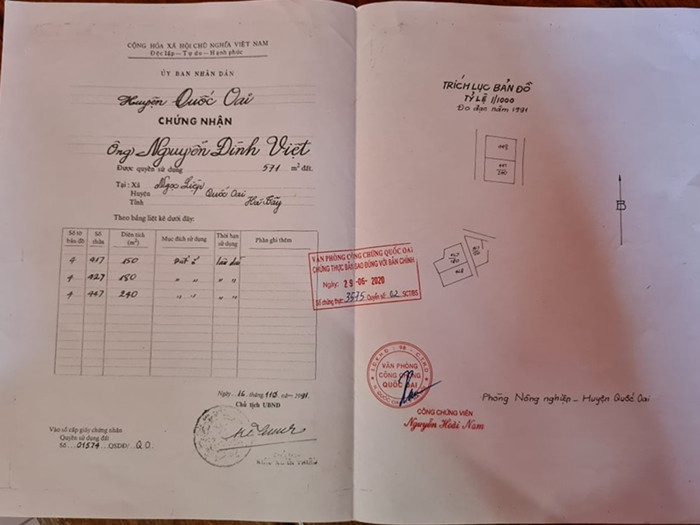 CỘNG HÒA XÃ HỘI CHỦ NGHĨA VIỆT NAM
Độc lập — Tự do — Hạnh phúc
ỦY BAN NHÂN DÂN
Huyện Quốc Oai
CHỨNG NHẬN
Ông Nguyễn Đình Việt
Được quyền sử dụng 571 m² đất.
Tại: Xã Ngọc Liệp
Huyện Quốc Oai
Tỉnh Hà Tây
Theo bảng liệt kê dưới đây:
Số tờ bản đồ Số thửa Diện tích (m²) Mục đích sử dụng Thời hạn sử dụng Phần ghi thêm
4 417 150 Đất ở Lâu dài
4 427 180 " " " "
4 447 240 " " " "
Ngày 16 tháng 11 năm 1991
Chủ tịch UBND
Vào sổ cấp giấy chứng nhận
Quyền sử dụng đất
Số 01574 QSDĐ/ Q.O.
VĂN PHÒNG CÔNG CHỨNG QUỐC OAI
CHỨNG THỰC BẢN SAO ĐÚNG VỚI BẢN CHÍNH
Ngày: 29-06-2020
Số chứng thực 3575 Quyển số 02 SCT/BS
TRÍCH LỤC BẢN ĐỒ
TỶ LỆ 1/1000
Đo đạc năm 1991
B
VĂN PHÒNG
CÔNG CHỨNG
QUỐC OAI
CÔNG CHỨNG VIÊN
Nguyễn Hoài Nam
Phòng Nông nghiệp - Huyện Quốc Oai